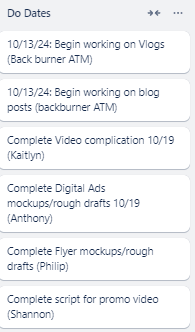 Do Dates
10/13/24: Begin working on Vlogs
(Back burner ATM)
10/13/24: Begin working on blog
posts (backburner ATM)
Complete Video complication 10/19
(Kaitlyn)
Complete Digital Ads
mockups/rough drafts 10/19
(Anthony)
Complete Flyer mockups/rough
drafts (Philip)
Complete script for promo video
(Shannon)